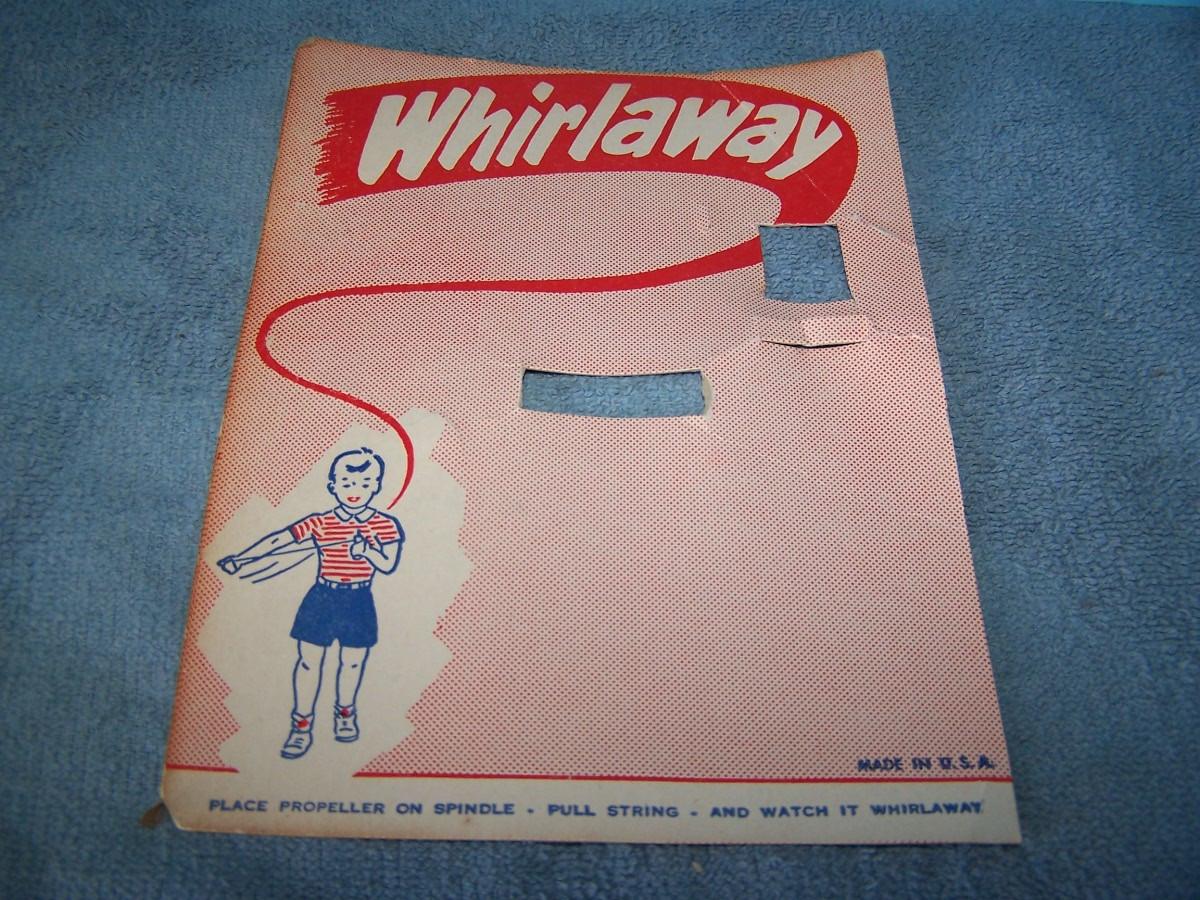 Whirlaway
MADE IN U.S.A.
PLACE PROPELLER ON SPINDLE - PULL STRING - AND WATCH IT WHIRLAWAY